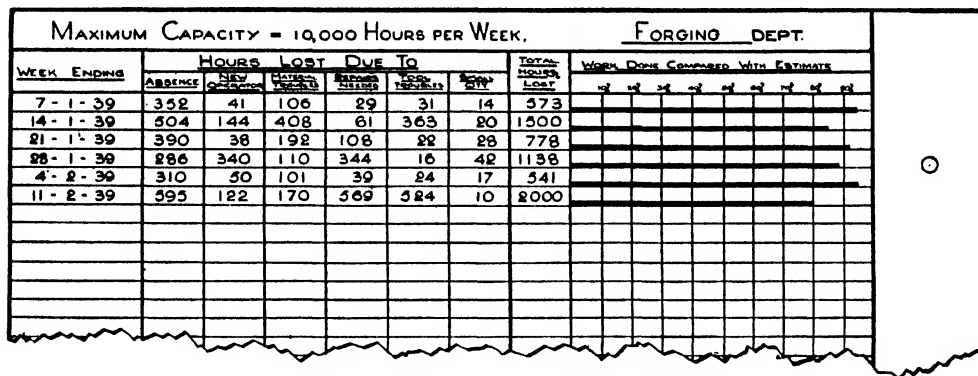 MAXIMUM CAPACITY = 10,000 HOURS PER WEEK. FORGING DEPT.
WEEK ENDING HOURS LOST DUE TO TOTAL HOURS LOST WORK DONE COMPARED WITH ESTIMATE
ABSENCE NEW OPERATOR MATERIAL TROUBLES REPAIRS NEEDED TOOL TROUBLES SMALL QTY
7 - 1 - 39 352 41 106 29 31 14 573
14 - 1 - 39 504 144 408 61 363 20 1500
21 - 1 - 39 390 38 192 108 22 28 778
28 - 1 - 39 286 340 110 344 16 42 1138
4 - 2 - 39 310 50 101 39 24 17 541
11 - 2 - 39 595 122 170 569 524 10 2000